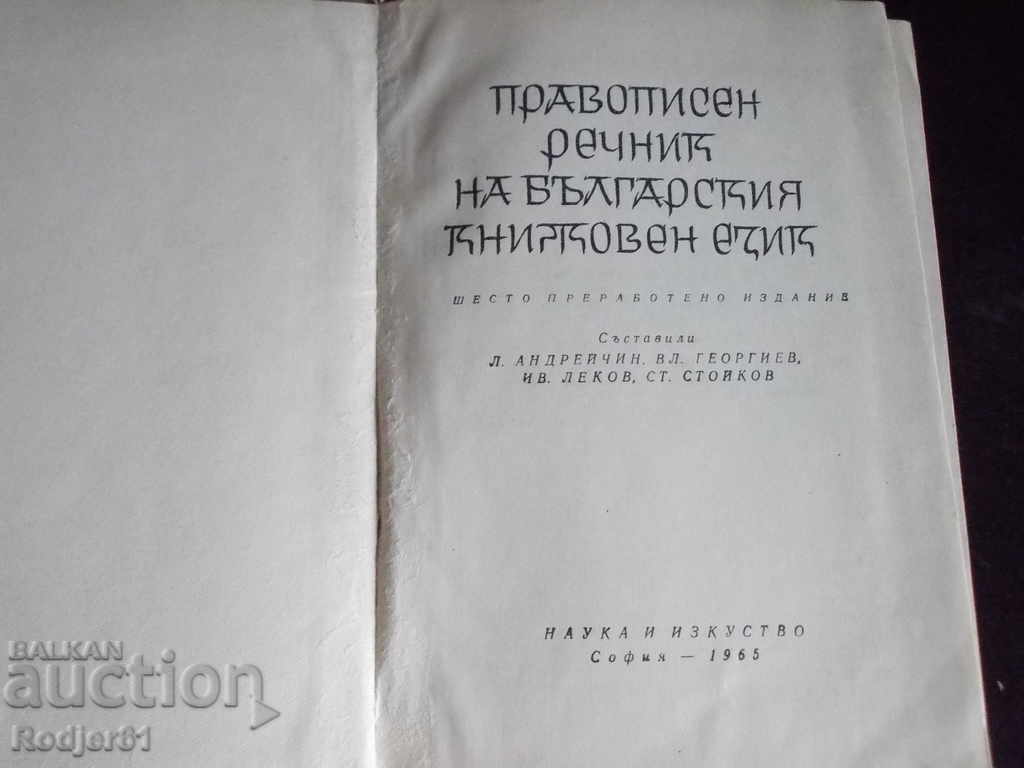 ПРАВОПИСЕН
РЕЧНИК
НА БЪЛГАРСКИЯ
КНИЖОВЕН ЕЗИК
ШЕСТО ПРЕРАБОТЕНО ИЗДАНИЕ
Съставили
Л. АНДРЕЙЧИН, ВЛ. ГЕОРГИЕВ,
ИВ. ЛЕКОВ, СТ. СТОЙКОВ
НАУКА И ИЗКУСТВО
София — 1965
BALKAN
auction
Rodjer61